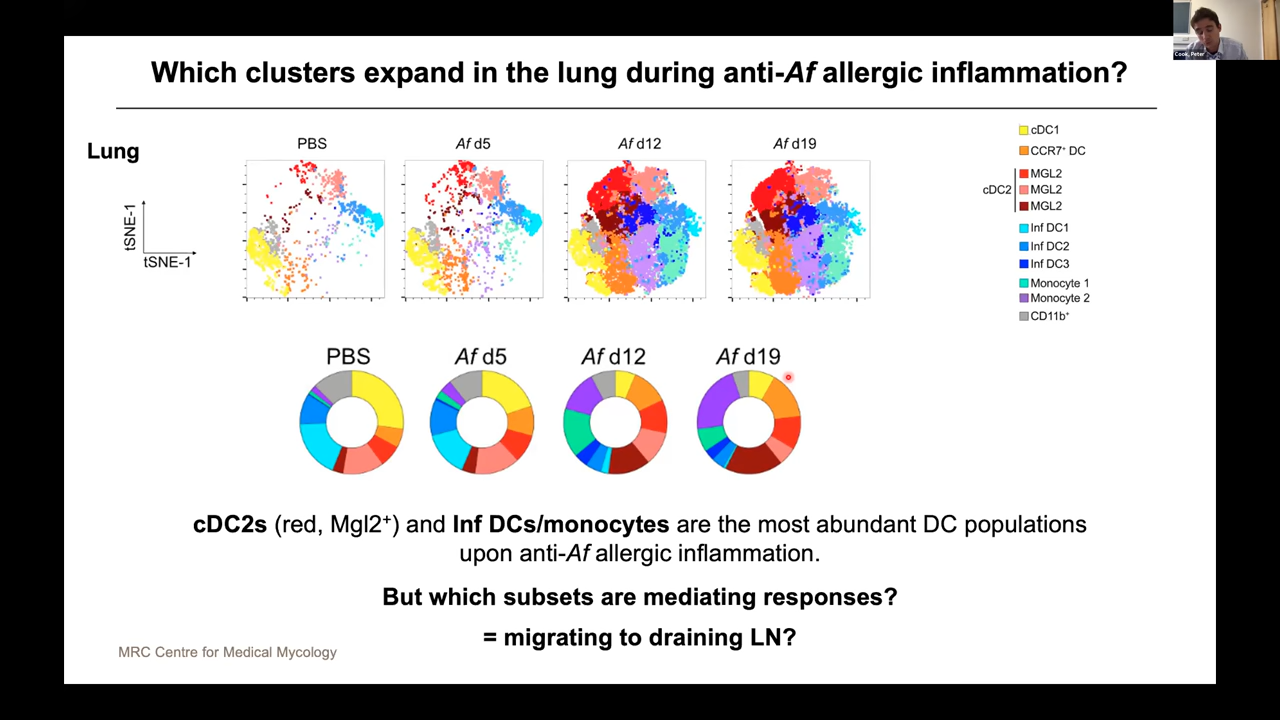 Cook, Peter
Which clusters expand in the lung during anti-Af allergic inflammation?
Lung
PBS
Af d5
Af d12
Af d19
tSNE-1
tSNE-1
cDC1
CCR7⁺ DC
cDC2
MGL2
MGL2
MGL2
Inf DC1
Inf DC2
Inf DC3
Monocyte 1
Monocyte 2
CD11b⁺
PBS
Af d5
Af d12
Af d19
cDC2s (red, Mgl2⁺) and Inf DCs/monocytes are the most abundant DC populations
upon anti-Af allergic inflammation.
But which subsets are mediating responses?
= migrating to draining LN?
MRC Centre for Medical Mycology